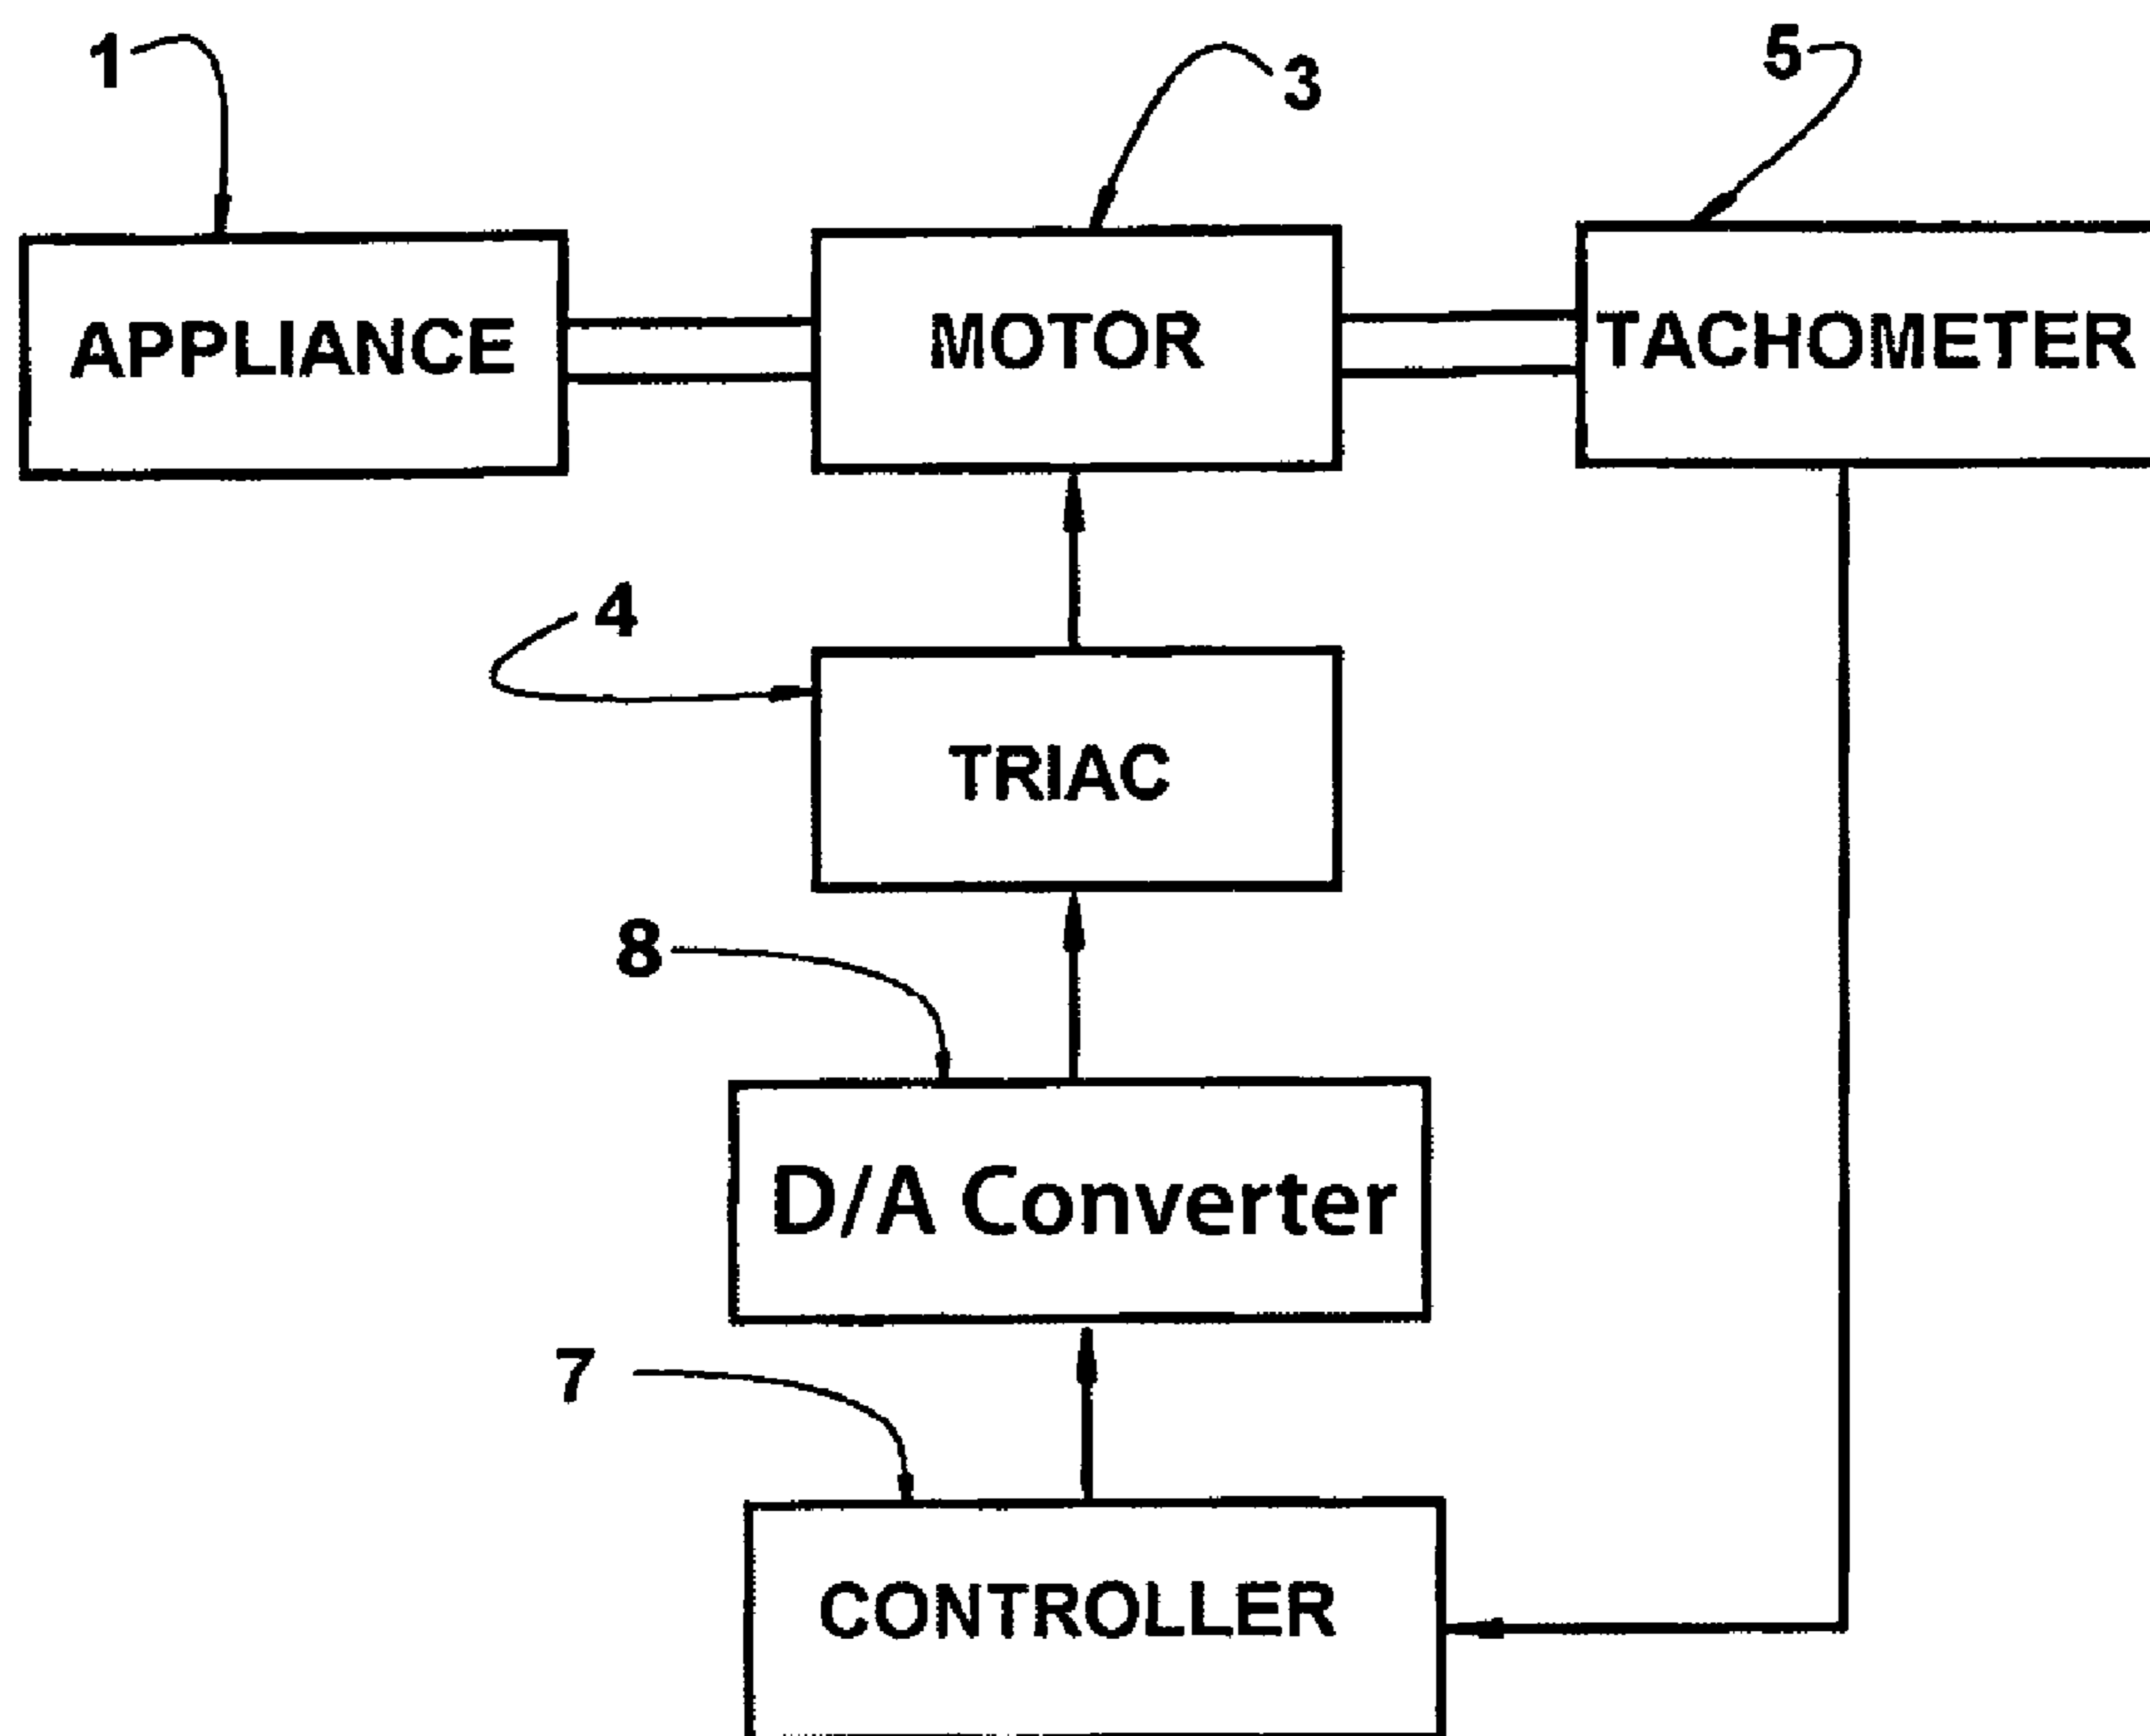 1
3
5
APPLIANCE
MOTOR
TACHOMETER
4
TRIAC
8
D/A Converter
7
CONTROLLER